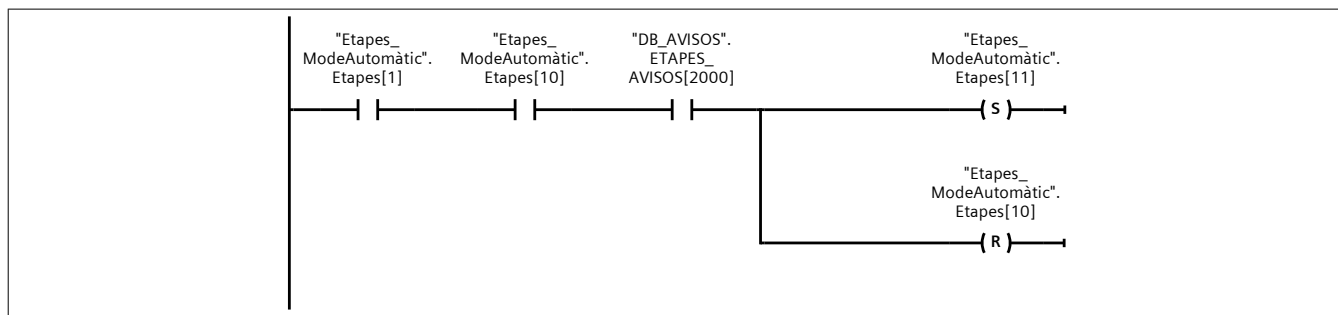 "Etapes_
ModeAutomàtic".
Etapes[1]
"Etapes_
ModeAutomàtic".
Etapes[10]
"DB_AVISOS".
ETAPES_
AVISOS[2000]
"Etapes_
ModeAutomàtic".
Etapes[11]
S
"Etapes_
ModeAutomàtic".
Etapes[10]
R